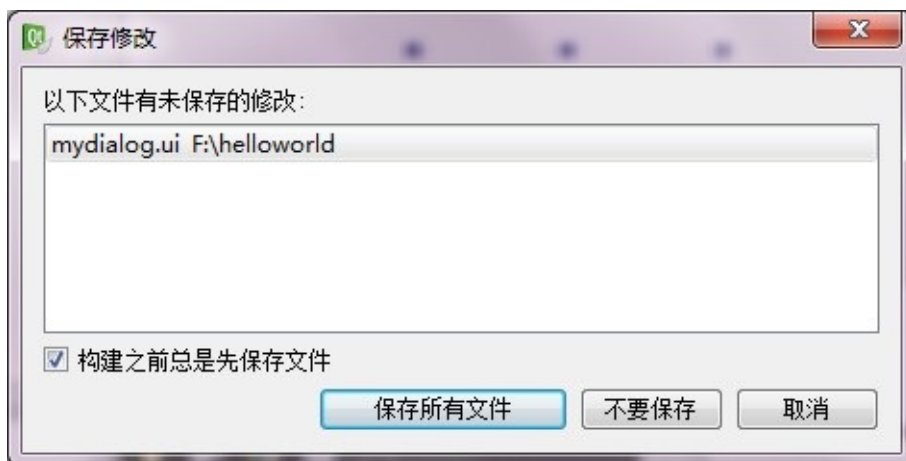 保存修改
以下文件有未保存的修改:
mydialog.ui F:\helloworld
构建之前总是先保存文件
保存所有文件 不要保存 取消